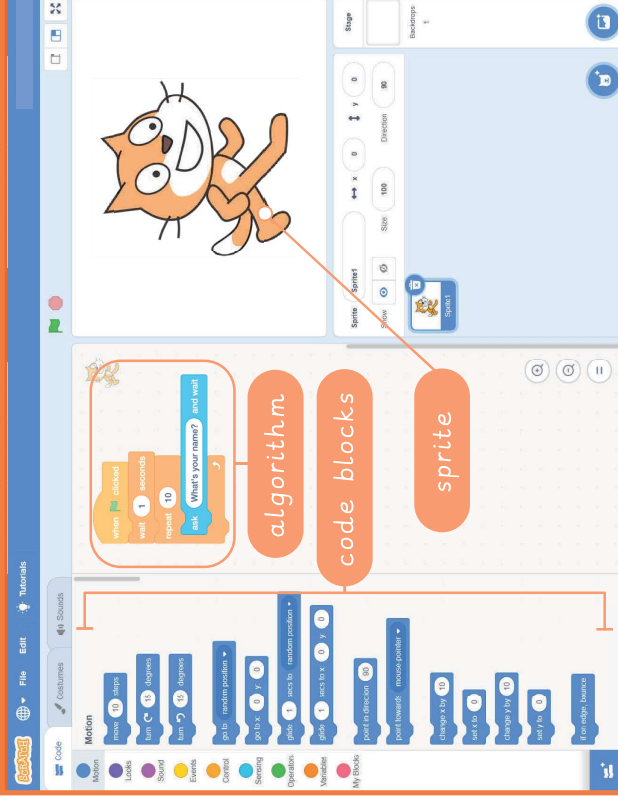 SCRATCH
File
Edit
Tutorials
Code
Costumes
Sounds
Motion
Looks
Sound
Events
Control
Sensing
Operators
Variables
My Blocks
Motion
move 10 steps
turn 15 degrees
turn 15 degrees
go to random position
go to x: 0 y 0
glide 1 secs to random position
glide 1 secs to x 0 y 0
point in direcion 90
point towards mouse-pointer
change x by 10
set x to 0
change y by 10
set y to 0
if on edge, bounce
when clicked
wait 1 seconds
repeat 10
ask What's your name? and wait
algorithm
code blocks
sprite
Sprite Sprite1 x 0 y 0
Show Size 100 Direction 90
Sprite1
Stage
Backdrops
1